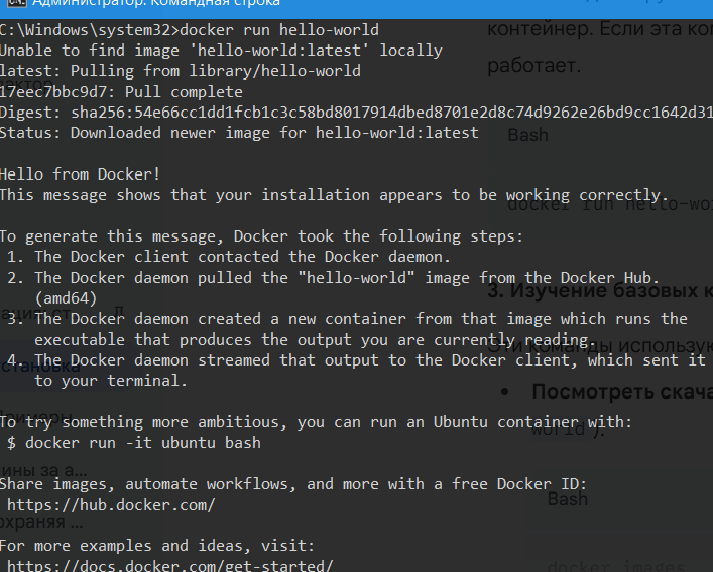 Администратор: Командная строка
C:\Windows\system32>docker run hello-world
Unable to find image 'hello-world:latest' locally
latest: Pulling from library/hello-world
17eec7bbc9d7: Pull complete
Digest: sha256:54e66cc1dd1fcb1c3c58bd8017914dbed8701e2d8c74d9262e26bd9cc1642d31
Status: Downloaded newer image for hello-world:latest
Hello from Docker!
This message shows that your installation appears to be working correctly.
To generate this message, Docker took the following steps:
1. The Docker client contacted the Docker daemon.
2. The Docker daemon pulled the "hello-world" image from the Docker Hub.
(amd64)
3. The Docker daemon created a new container from that image which runs the
executable that produces the output you are currently reading.
4. The Docker daemon streamed that output to the Docker client, which sent it
to your terminal.
To try something more ambitious, you can run an Ubuntu container with:
$ docker run -it ubuntu bash
Share images, automate workflows, and more with a free Docker ID:
https://hub.docker.com/
For more examples and ideas, visit:
https://docs.docker.com/get-started/
контейнер. Если эта ко
работает.
Bash
docker run hello-wo
3. Изучение базовых к
Эти команды использу
• Посмотреть скача
world ).
Bash
docker images